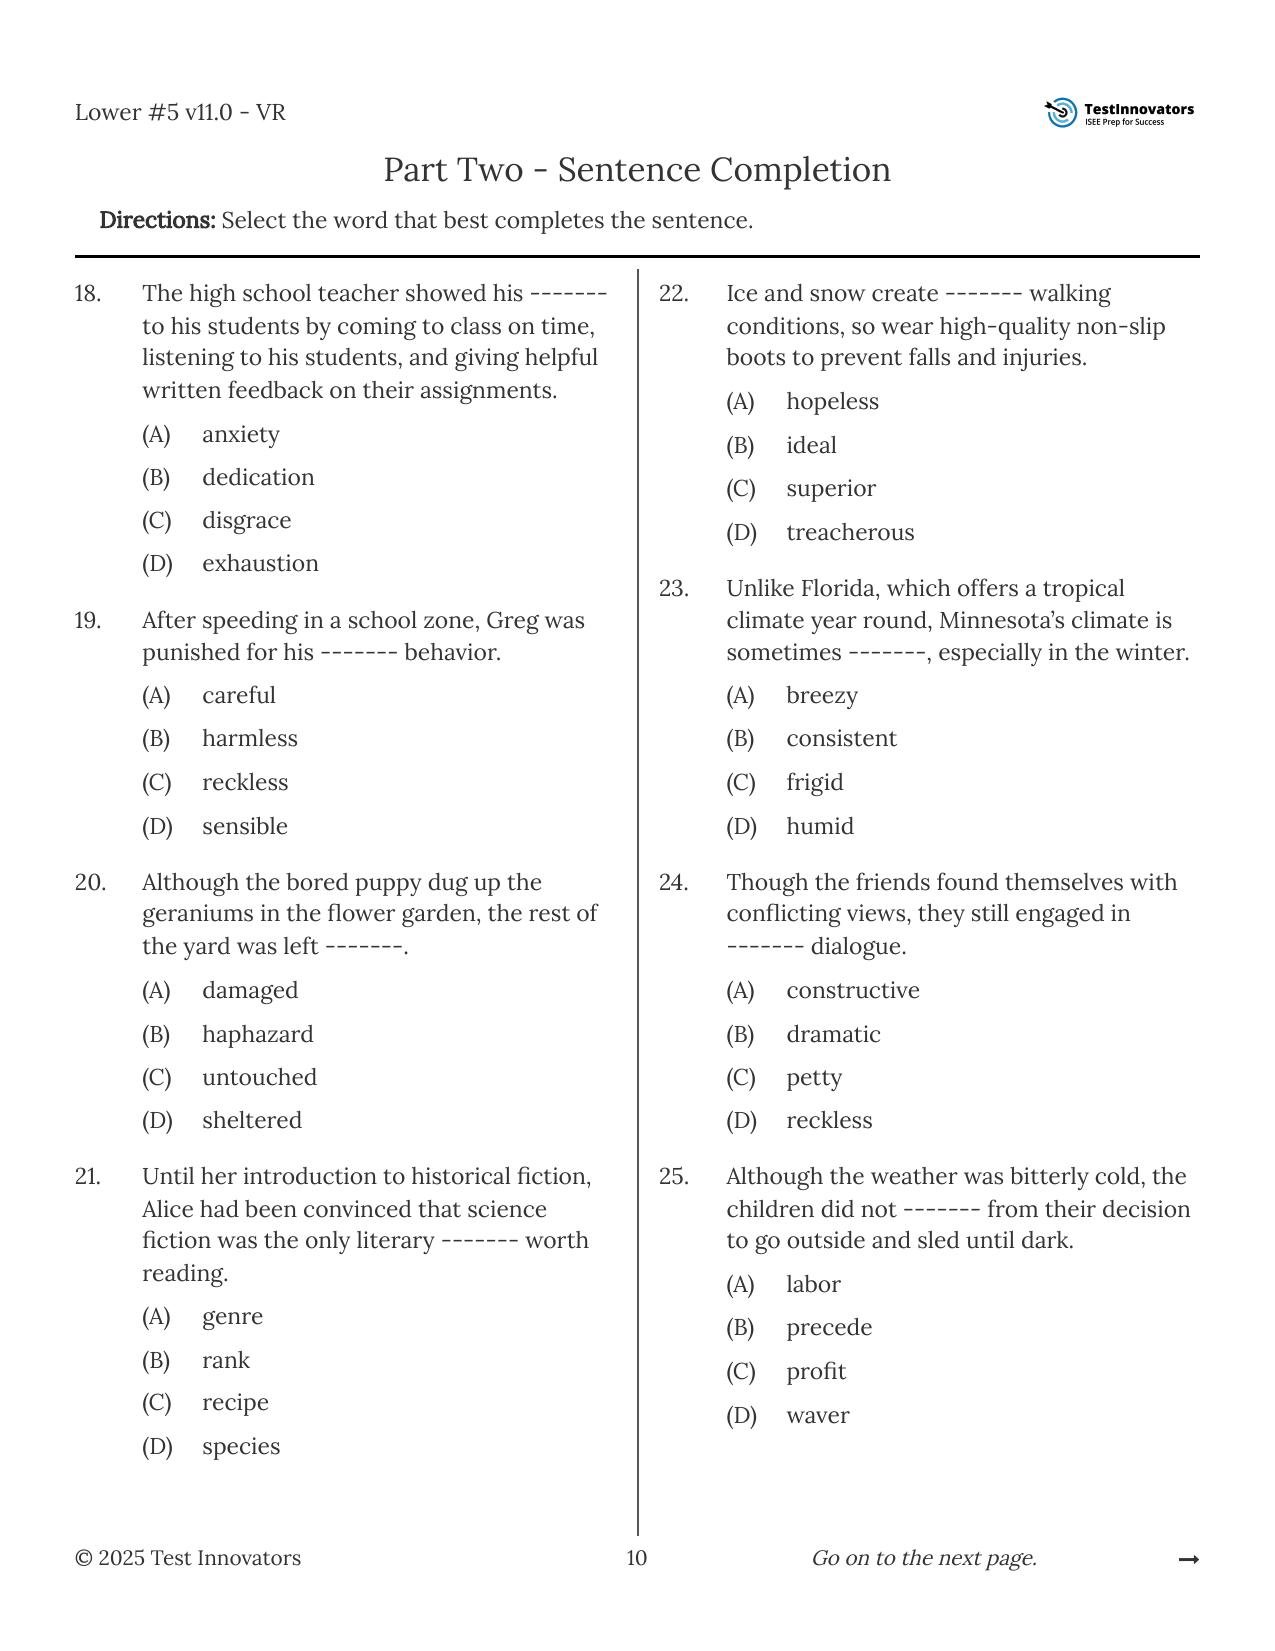 Lower #5 v11.0 - VR
TestInnovators
ISEE Prep for Success
Part Two - Sentence Completion
Directions: Select the word that best completes the sentence.
18. The high school teacher showed his -------
to his students by coming to class on time,
listening to his students, and giving helpful
written feedback on their assignments.
(A) anxiety
(B) dedication
(C) disgrace
(D) exhaustion
19. After speeding in a school zone, Greg was
punished for his ------- behavior.
(A) careful
(B) harmless
(C) reckless
(D) sensible
20. Although the bored puppy dug up the
geraniums in the flower garden, the rest of
the yard was left -------.
(A) damaged
(B) haphazard
(C) untouched
(D) sheltered
21. Until her introduction to historical fiction,
Alice had been convinced that science
fiction was the only literary ------- worth
reading.
(A) genre
(B) rank
(C) recipe
(D) species
22. Ice and snow create ------- walking
conditions, so wear high-quality non-slip
boots to prevent falls and injuries.
(A) hopeless
(B) ideal
(C) superior
(D) treacherous
23. Unlike Florida, which offers a tropical
climate year round, Minnesota’s climate is
sometimes -------, especially in the winter.
(A) breezy
(B) consistent
(C) frigid
(D) humid
24. Though the friends found themselves with
conflicting views, they still engaged in
------- dialogue.
(A) constructive
(B) dramatic
(C) petty
(D) reckless
25. Although the weather was bitterly cold, the
children did not ------- from their decision
to go outside and sled until dark.
(A) labor
(B) precede
(C) profit
(D) waver
© 2025 Test Innovators
10
Go on to the next page. ➞